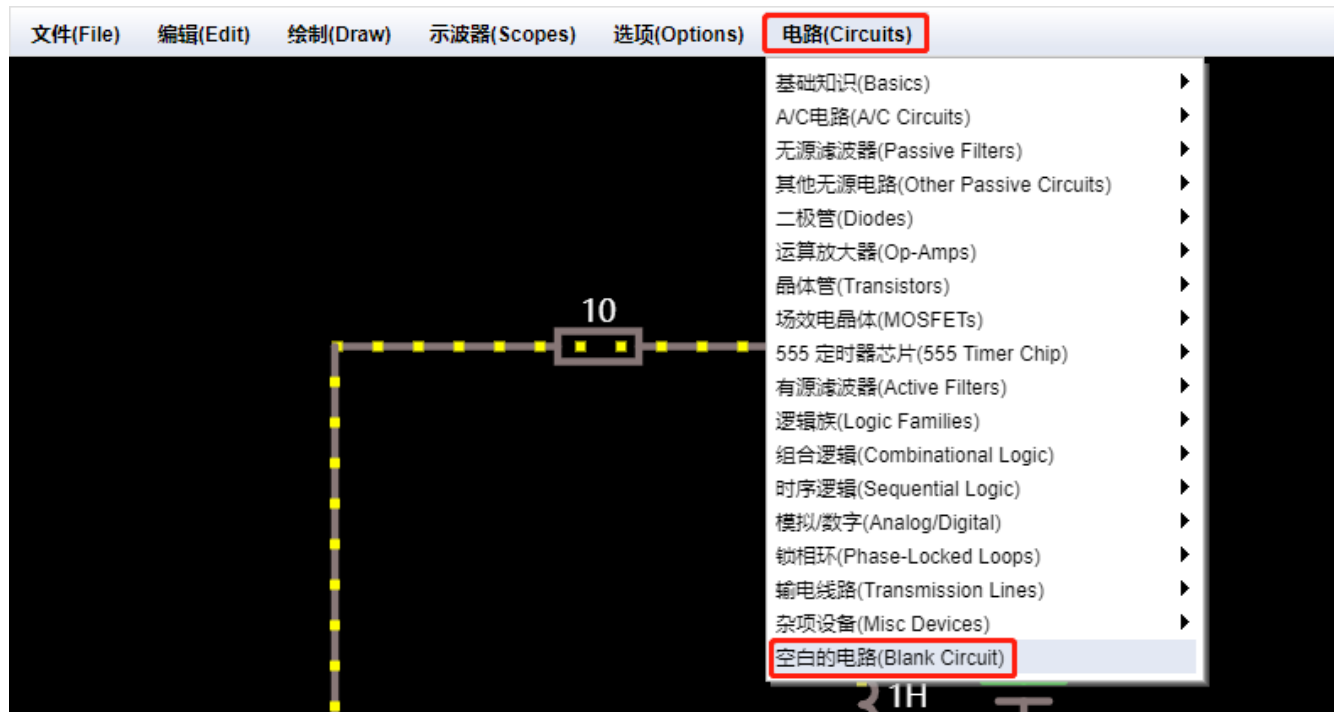 文件(File) 编辑(Edit) 绘制(Draw) 示波器(Scopes) 选项(Options) 电路(Circuits)
基础知识(Basics)
A/C电路(A/C Circuits)
无源滤波器(Passive Filters)
其他无源电路(Other Passive Circuits)
二极管(Diodes)
运算放大器(Op-Amps)
晶体管(Transistors)
10
场效电晶体(MOSFETs)
555 定时器芯片(555 Timer Chip)
有源滤波器(Active Filters)
逻辑族(Logic Families)
组合逻辑(Combinational Logic)
时序逻辑(Sequential Logic)
模拟/数字(Analog/Digital)
锁相环(Phase-Locked Loops)
输电线路(Transmission Lines)
杂项设备(Misc Devices)
空白的电路(Blank Circuit)
1H